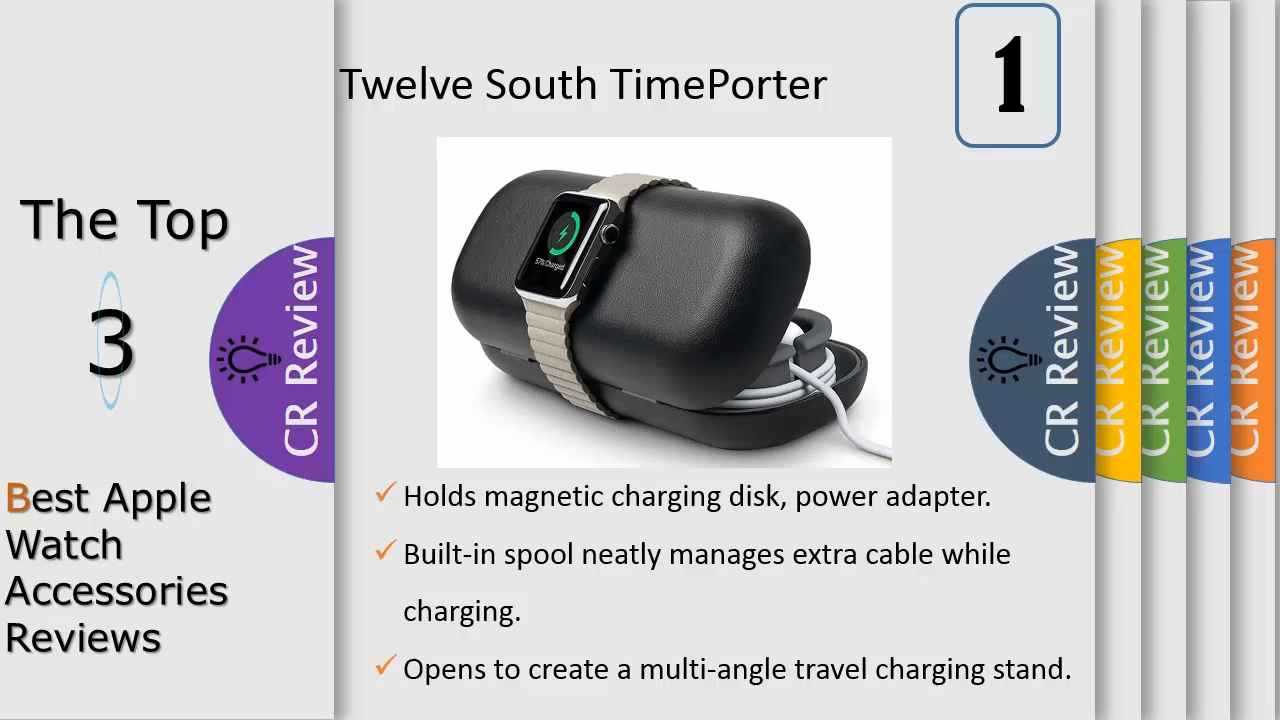 The Top
3
Best Apple
Watch
Accessories
Reviews
CR Review
Twelve South TimePorter
1
57% Charged
Holds magnetic charging disk, power adapter.
Built-in spool neatly manages extra cable while
charging.
Opens to create a multi-angle travel charging stand.
CR Review
CR Review
CR Review
CR Review
CR Review